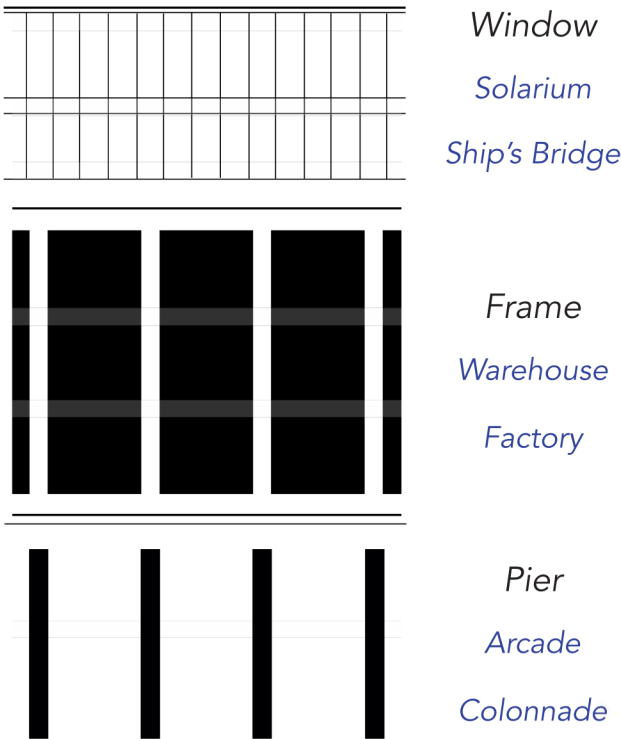 Window
Solarium
Ship's Bridge
Frame
Warehouse
Factory
Pier
Arcade
Colonnade